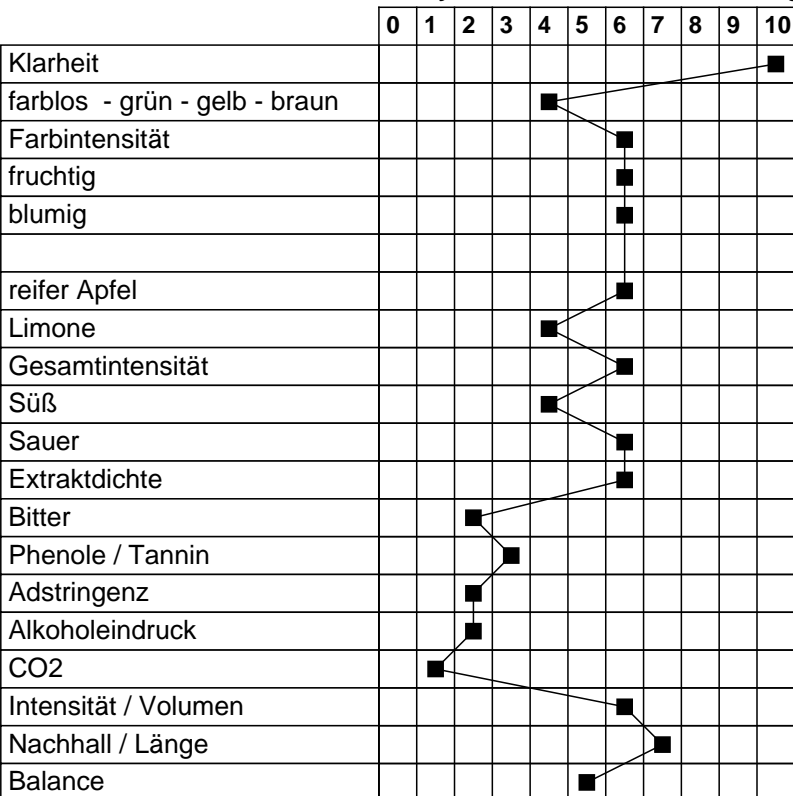 0 1 2 3 4 5 6 7 8 9 10
Klarheit
farblos - grün - gelb - braun
Farbintensität
fruchtig
blumig
reifer Apfel
Limone
Gesamtintensität
Süß
Sauer
Extraktdichte
Bitter
Phenole / Tannin
Adstringenz
Alkoholeindruck
CO2
Intensität / Volumen
Nachhall / Länge
Balance